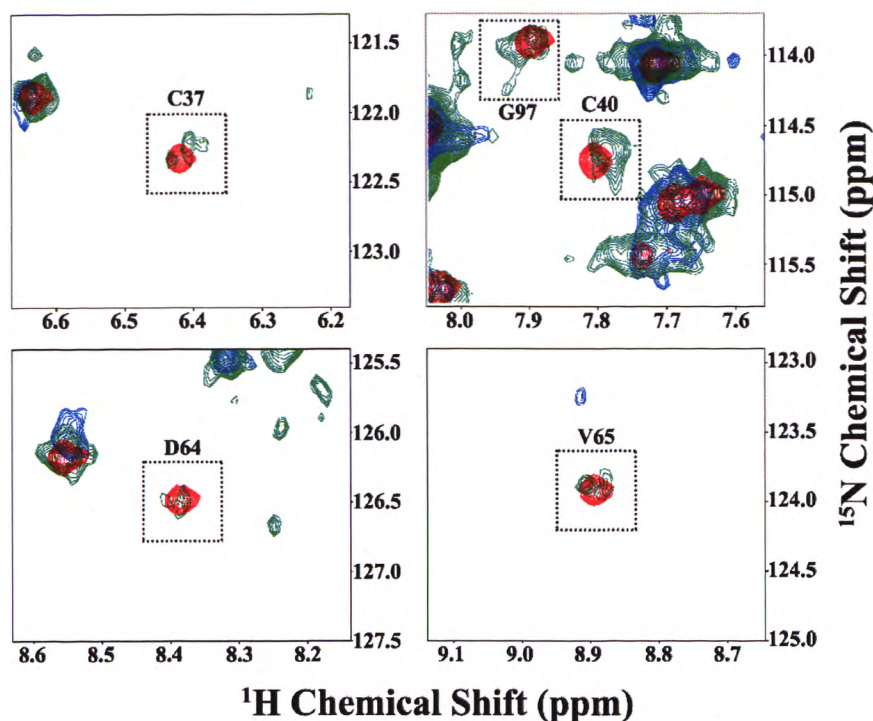 C37
121.5
122.0
122.5
123.0
6.6 6.5 6.4 6.3 6.2
G97
C40
114.0
114.5
115.0
115.5
8.0 7.9 7.8 7.7 7.6
D64
125.5
126.0
126.5
127.0
127.5
8.6 8.5 8.4 8.3 8.2
V65
123.0
123.5
124.0
124.5
125.0
9.1 9.0 8.9 8.8 8.7
¹⁵N Chemical Shift (ppm)
¹H Chemical Shift (ppm)